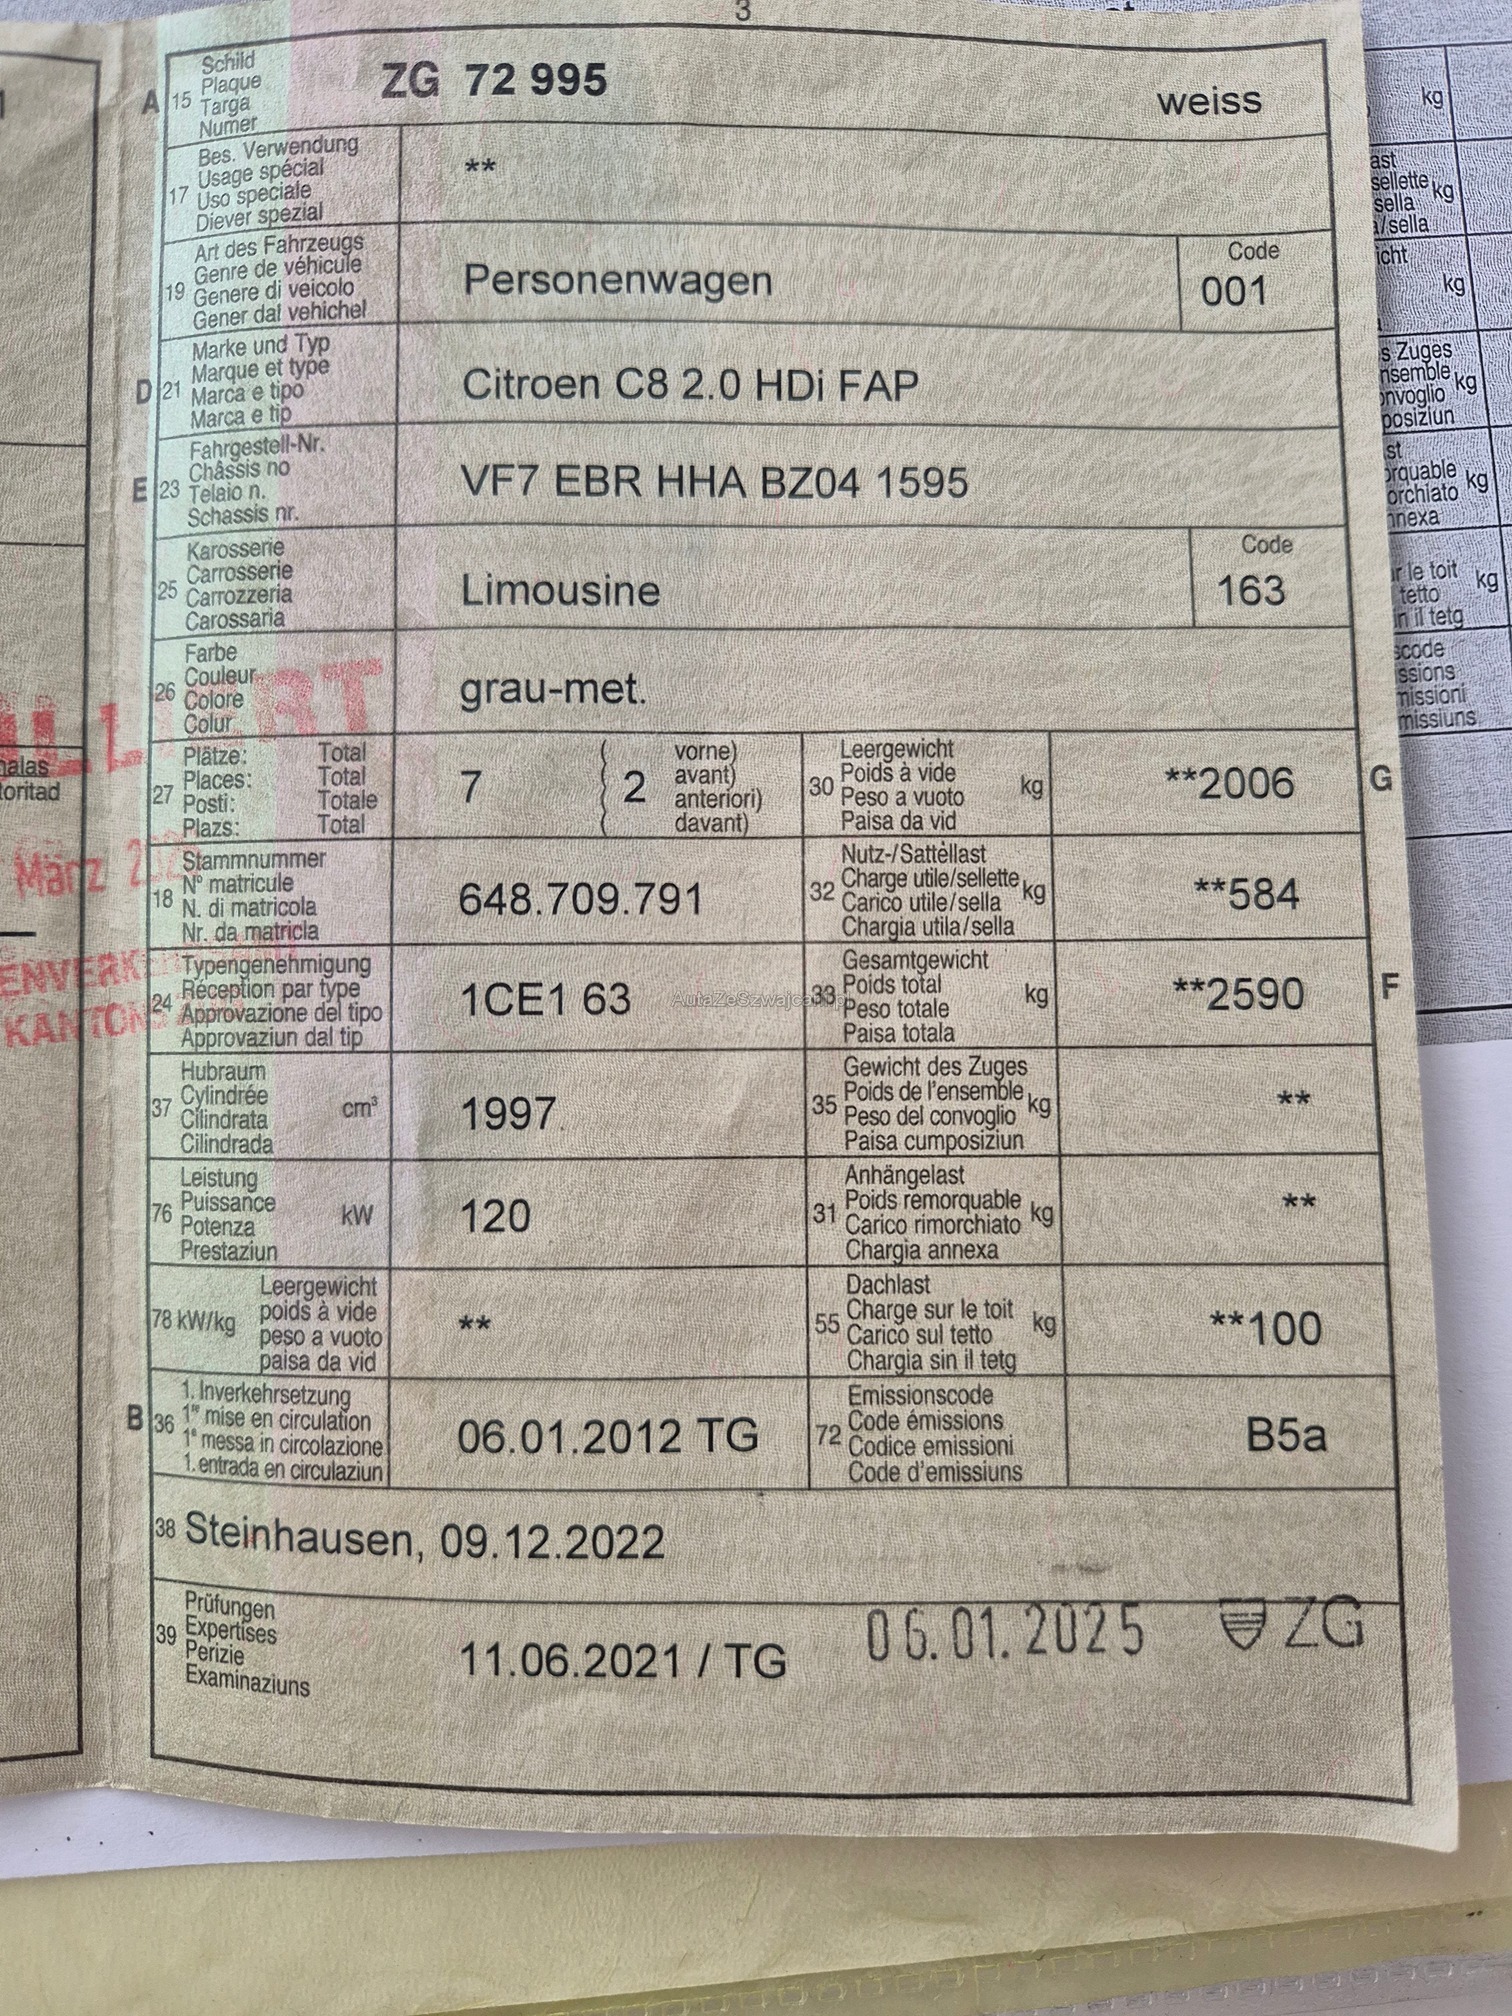 3
A 15 Schild
Plaque
Targa
Numer
ZG 72 995
weiss
17 Bes. Verwendung
Usage spécial
Uso speciale
Diever spezial
**
19 Art des Fahrzeugs
Genre de véhicule
Genere di veicolo
Gener dal vehichel
Personenwagen
Code
001
D 21 Marke und Typ
Marque et type
Marca e tipo
Marca e tip
Citroen C8 2.0 HDi FAP
E 23 Fahrgestell-Nr.
Châssis no
Telaio n.
Schassis nr.
VF7 EBR HHA BZ04 1595
25 Karosserie
Carrosserie
Carrozzeria
Carossaria
Limousine
Code
163
26 Farbe
Couleur
Colore
Colur
grau-met.
27 Plätze: Total
Places: Total
Posti: Totale
Plazs: Total
7
2
vorne)
avant)
anteriori)
davant)
30 Leergewicht
Poids à vide
Peso a vuoto
Paisa da vid
kg
**2006
G
18 Stammnummer
N° matricule
N. di matricola
Nr. da matricla
648.709.791
32 Nutz-/Sattellast
Charge utile/sellette
Carico utile/sella
Chargia utila/sella
kg
**584
24 Typengenehmigung
Réception par type
Approvazione del tipo
Approvaziun dal tip
1CE1 63
33 Gesamtgewicht
Poids total
Peso totale
Paisa totala
kg
**2590
F
37 Hubraum
Cylindrée
Cilindrata
Cilindrada
cm³
1997
35 Gewicht des Zuges
Poids de l'ensemble
Peso del convoglio
Paisa cumposiziun
kg
**
76 Leistung
Puissance
Potenza
Prestaziun
kW
120
31 Anhängelast
Poids remorquable
Carico rimorchiato
Chargia annexa
kg
**
78 kW/kg
Leergewicht
poids à vide
peso a vuoto
paisa da vid
**
55 Dachlast
Charge sur le toit
Carico sul tetto
Chargia sin il tetg
kg
**100
B 36 1. Inverkehrsetzung
1re mise en circulation
1a messa in circolazione
1. entrada en circulaziun
06.01.2012 TG
72 Emissionscode
Code émissions
Codice emissioni
Code d'emissiuns
B5a
38 Steinhausen, 09.12.2022
39 Prüfungen
Expertises
Perizie
Examinaziuns
11.06.2021 / TG
06.01.2025 ZG
März